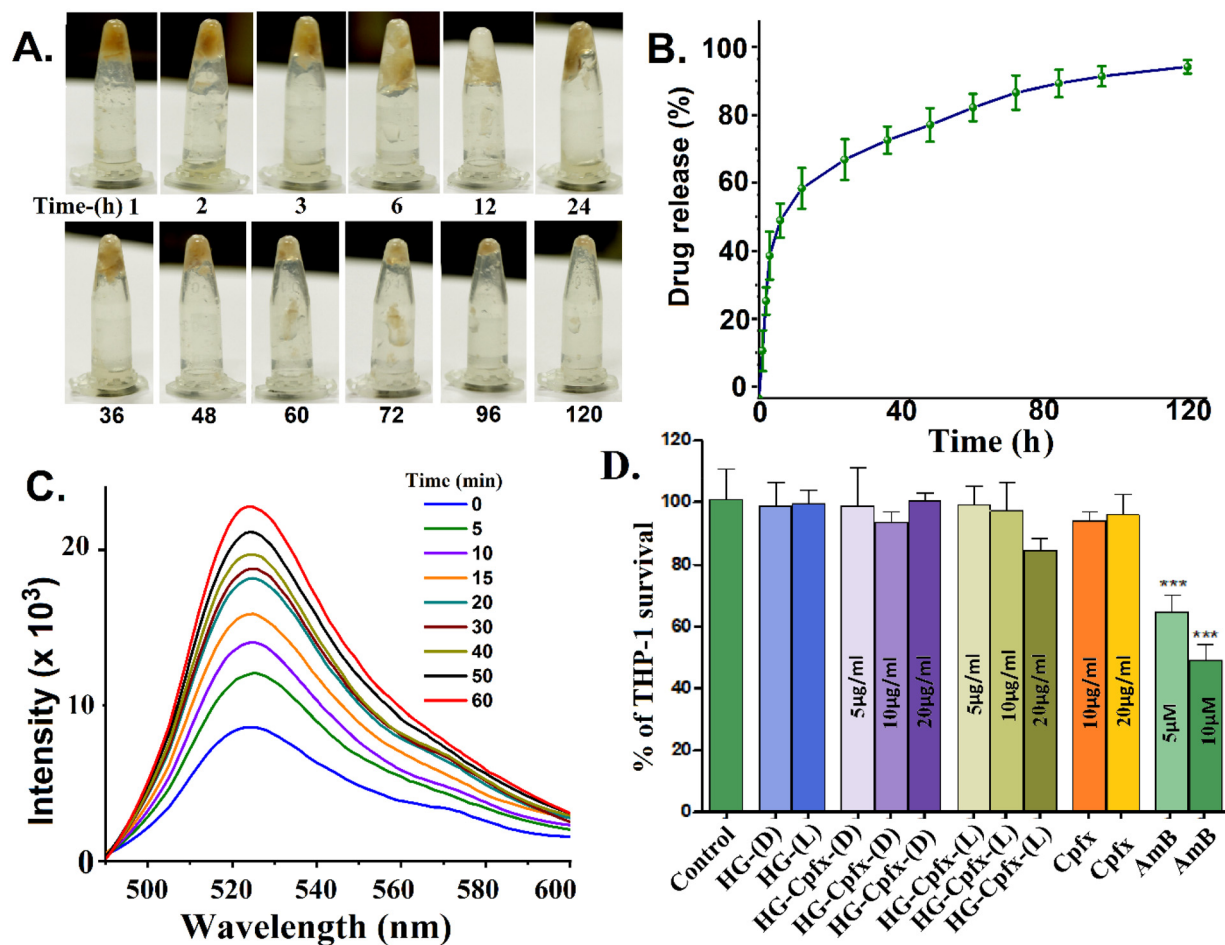 A.
Time-(h) 1 2 3 6 12 24
36 48 60 72 96 120
B.
Drug release (%)
100
80
60
40
20
0
0 40 80 120
Time (h)
C.
Intensity (x 10³)
20
10
0
500 520 540 560 580 600
Wavelength (nm)
Time (min)
0
5
10
15
20
30
40
50
60
D.
% of THP-1 survival
120
100
80
60
40
20
0
5µg/ml
10µg/ml
20µg/ml
5µg/ml
10µg/ml
20µg/ml
10µg/ml
20µg/ml
***
5µM
***
10µM
Control
HG-(D)
HG-(L)
HG-Cpfx-(D)
HG-Cpfx-(D)
HG-Cpfx-(D)
HG-Cpfx-(L)
HG-Cpfx-(L)
HG-Cpfx-(L)
Cpfx
Cpfx
AmB
AmB